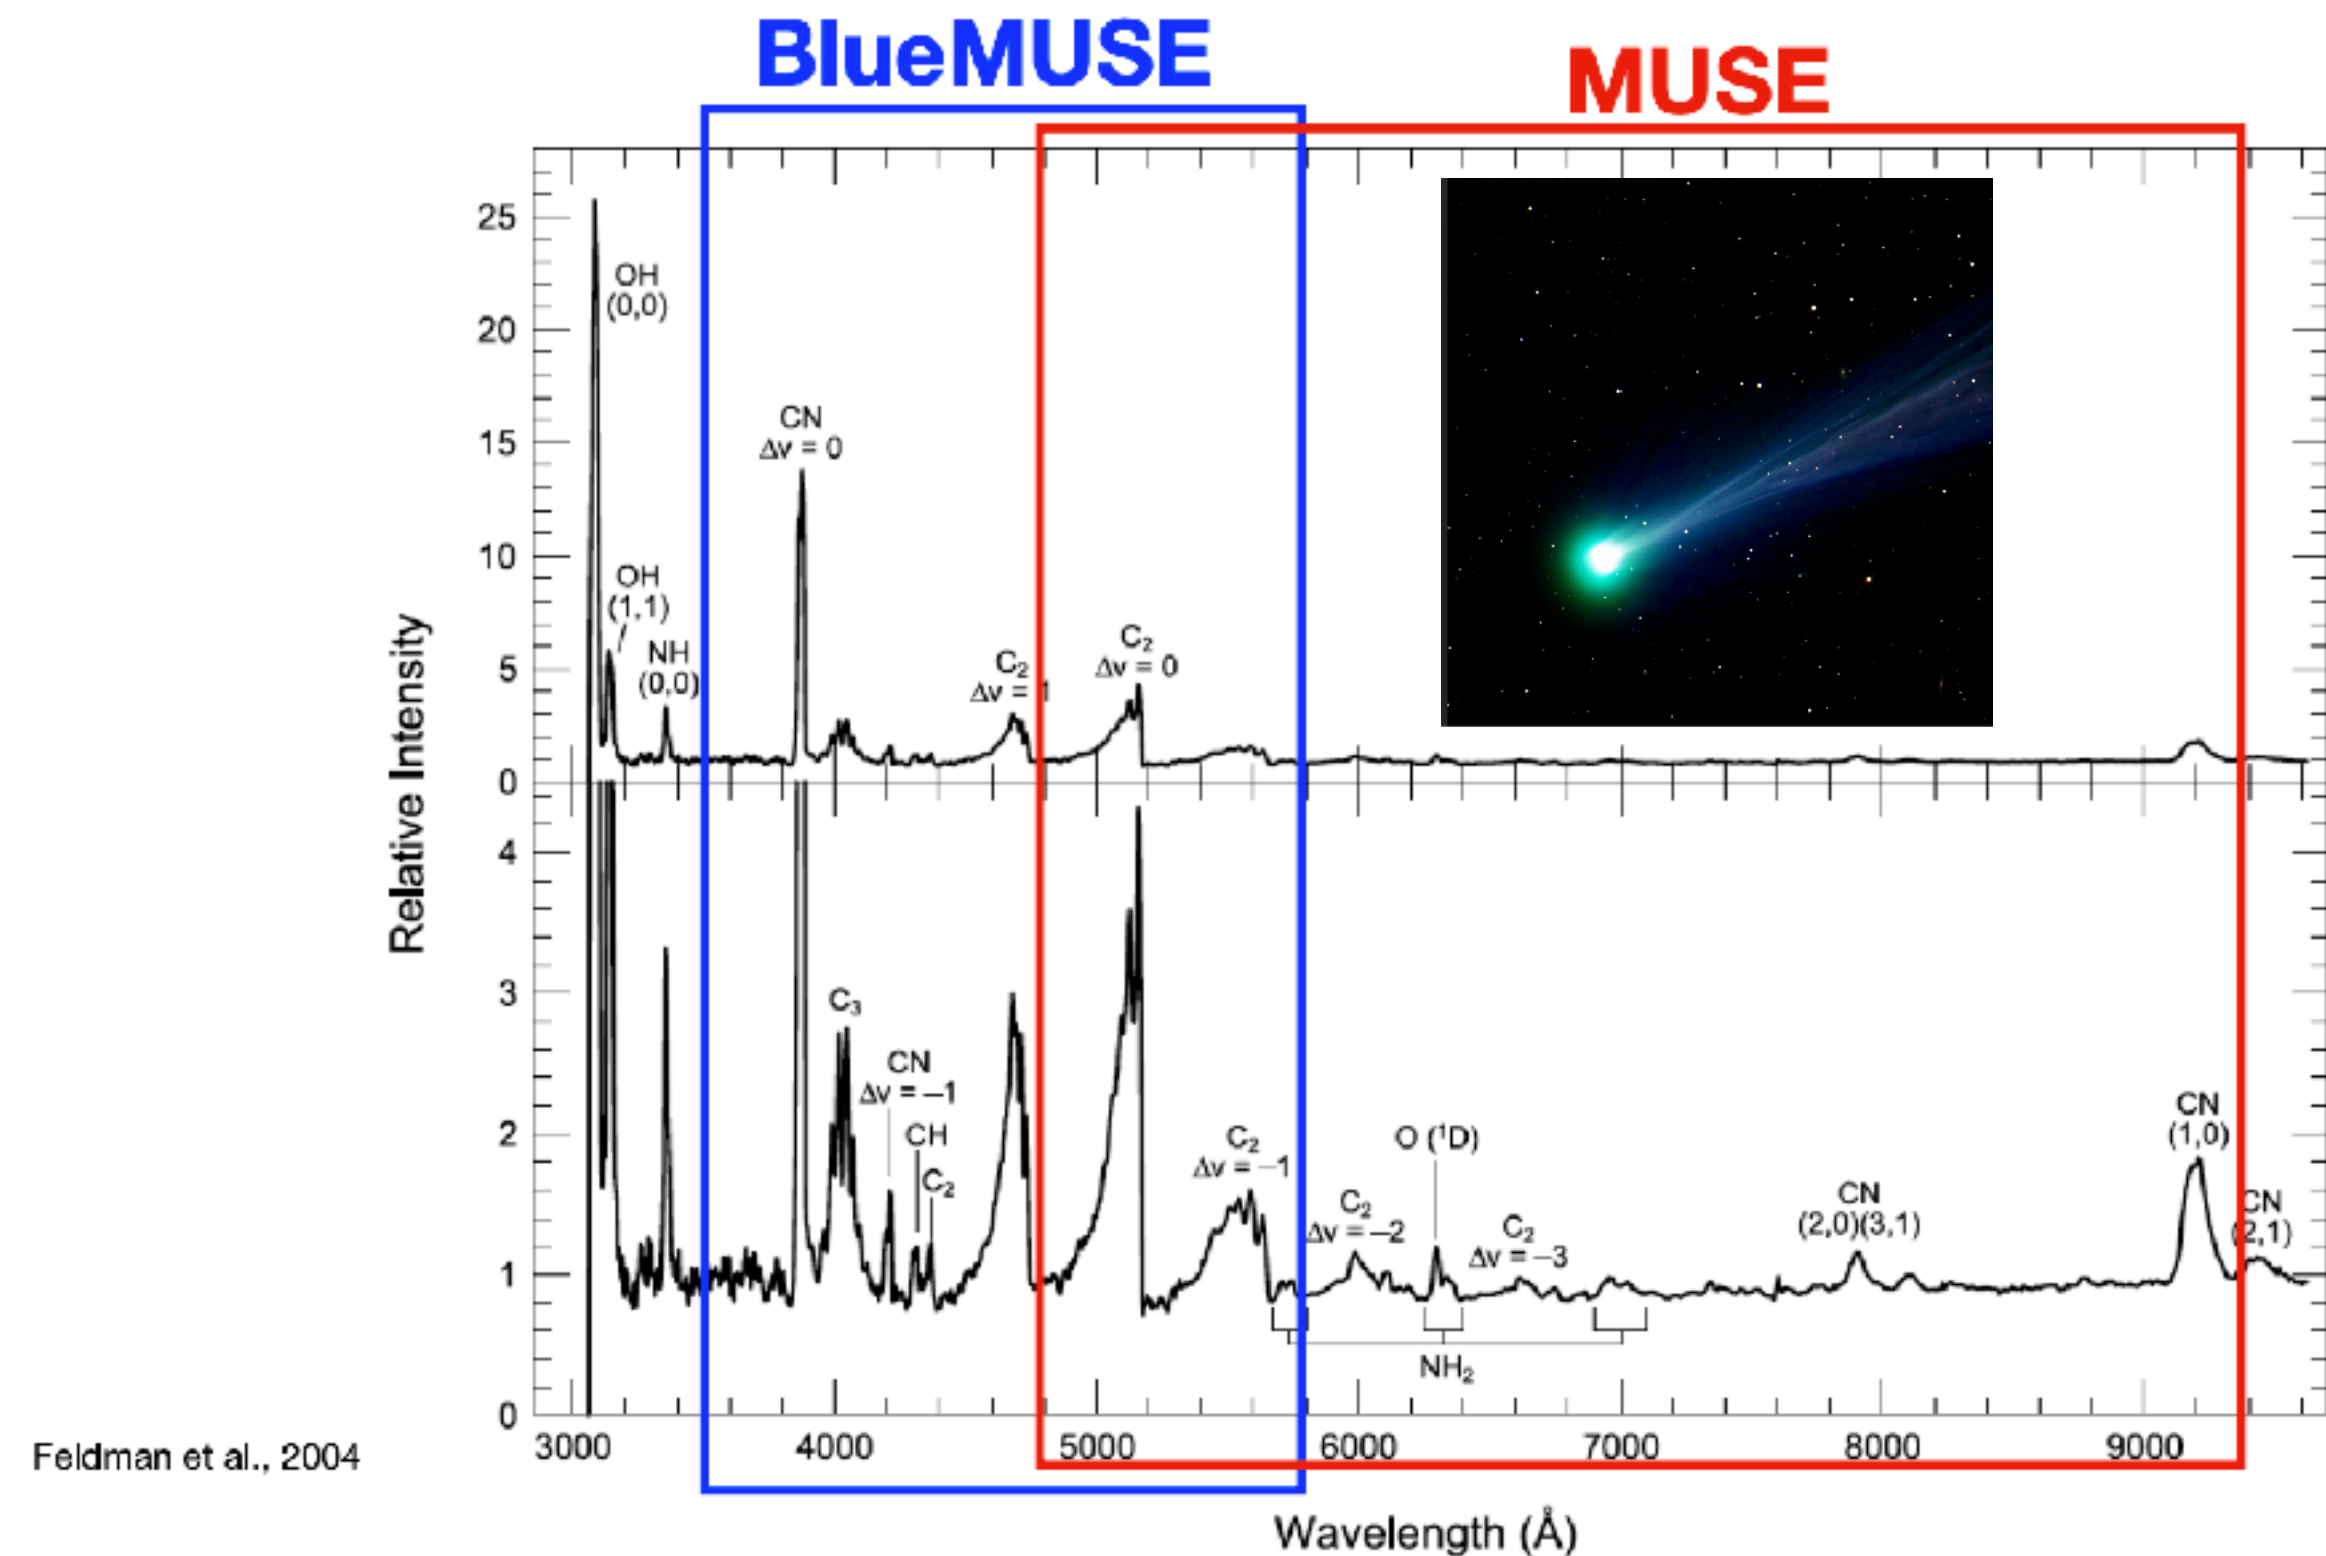 BlueMUSE
MUSE
25
20
15
10
5
0
OH
(0,0)
OH
(1,1)
NH
(0,0)
CN
Δv = 0
C₂
Δv = 1
C₂
Δv = 0
Relative Intensity
4
3
2
1
0
C₃
CN
Δv = –1
CH
C₂
C₂
Δv = –1
C₂
Δv = –2
O (¹D)
C₂
Δv = –3
CN
(2,0)(3,1)
CN
(1,0)
CN
(2,1)
NH₂
3000 4000 5000 6000 7000 8000 9000
Wavelength (Å)
Feldman et al., 2004